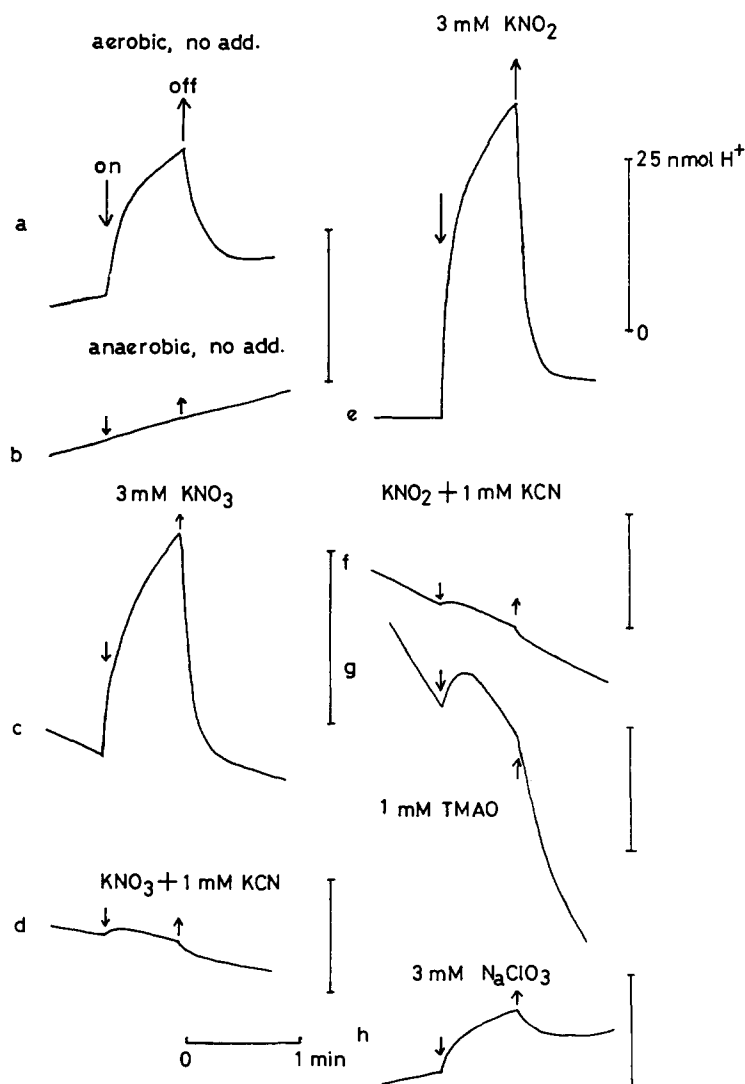 aerobic, no add.
off
on
a
anaerobic, no add.
b
3 mM KNO3
c
KNO3 + 1 mM KCN
d
0 1 min
3 mM KNO2
25 nmol H+
0
e
KNO2 + 1 mM KCN
f
g
1 mM TMAO
3 mM NaClO3
h